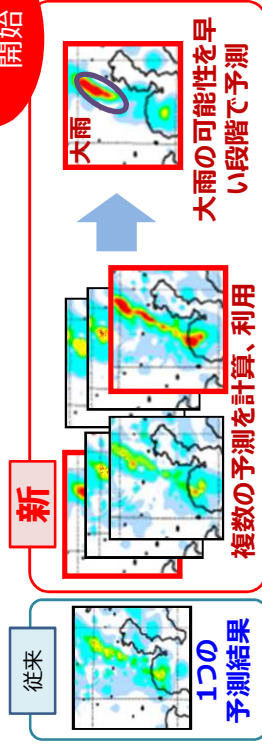 開始
従来
1つの
予測結果
新
複数の予測を計算、利用
大雨
大雨の可能性を早
い段階で予測